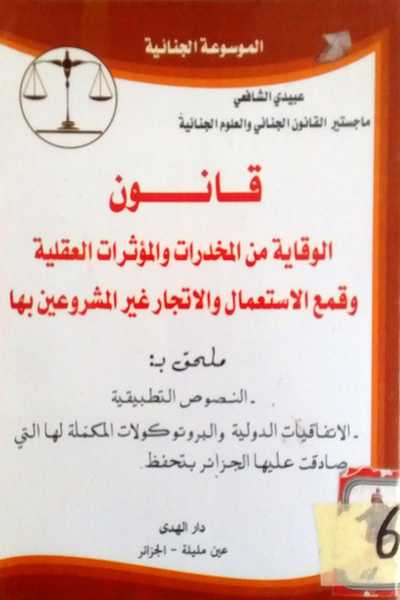 الموسوعة الجنائية
عبيدي الشافعي
ماجستير القانون الجنائي والعلوم الجنائية
قانون
الوقاية من المخدرات والمؤثرات العقلية
وقمع الاستعمال والاتجار غير المشروعين بها
ملحق بـ:
- النصوص التطبيقية
- الاتفاقيات الدولية والبروتوكولات المكملة لها التي
صادقت عليها الجزائر بتحفظ.
دار الهدى
عين مليلة - الجزائر
6